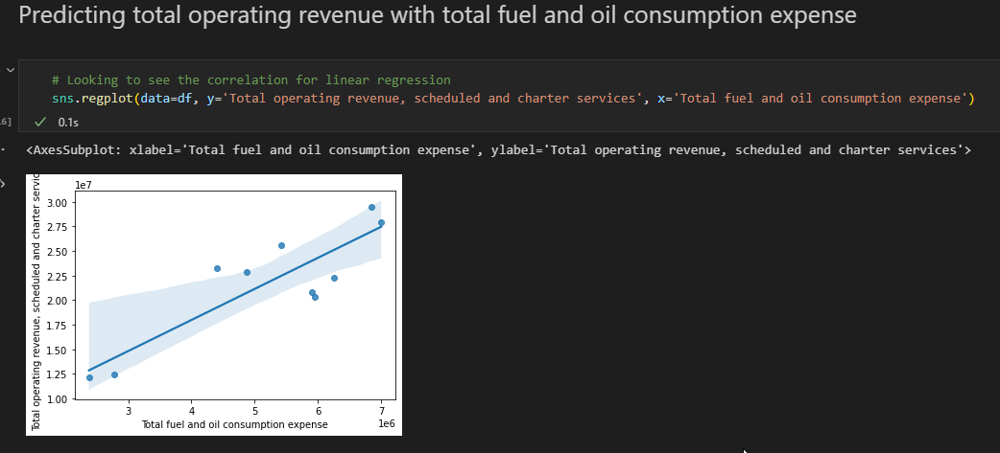 Predicting total operating revenue with total fuel and oil consumption expense
# Looking to see the correlation for linear regression
sns.regplot(data=df, y='Total operating revenue, scheduled and charter services', x='Total fuel and oil consumption expense')
6]
0.1s
<AxesSubplot: xlabel='Total fuel and oil consumption expense', ylabel='Total operating revenue, scheduled and charter services'>
1e7
Total operating revenue, scheduled and charter servic
3.00
2.75
2.50
2.25
2.00
1.75
1.50
1.25
1.00
3 4 5 6 7
Total fuel and oil consumption expense
1e6